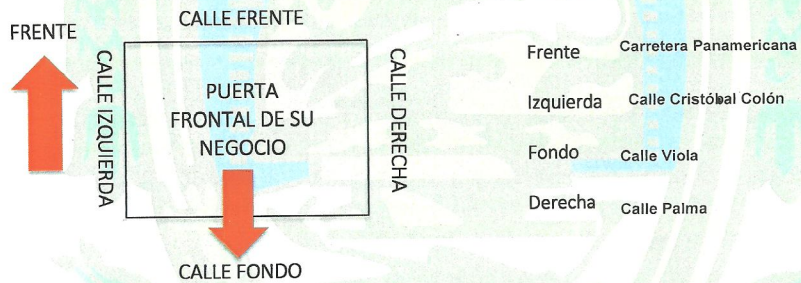 CALLE FRENTE
FRENTE
CALLE IZQUIERDA
PUERTA
FRONTAL DE SU
NEGOCIO
CALLE DERECHA
CALLE FONDO
Frente Carretera Panamericana
Izquierda Calle Cristóbal Colón
Fondo Calle Viola
Derecha Calle Palma